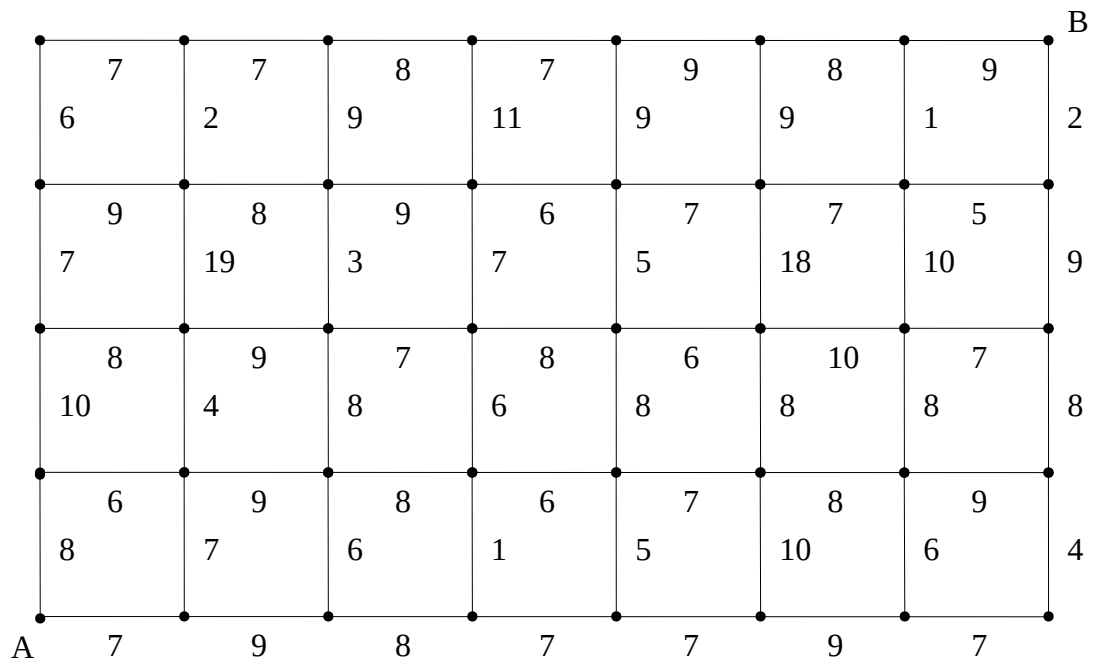 B
7 7 8 7 9 8 9
6 2 9 11 9 9 1 2
9 8 9 6 7 7 5
7 19 3 7 5 18 10 9
8 9 7 8 6 10 7
10 4 8 6 8 8 8 8
6 9 8 6 7 8 9
8 7 6 1 5 10 6 4
A 7 9 8 7 7 9 7